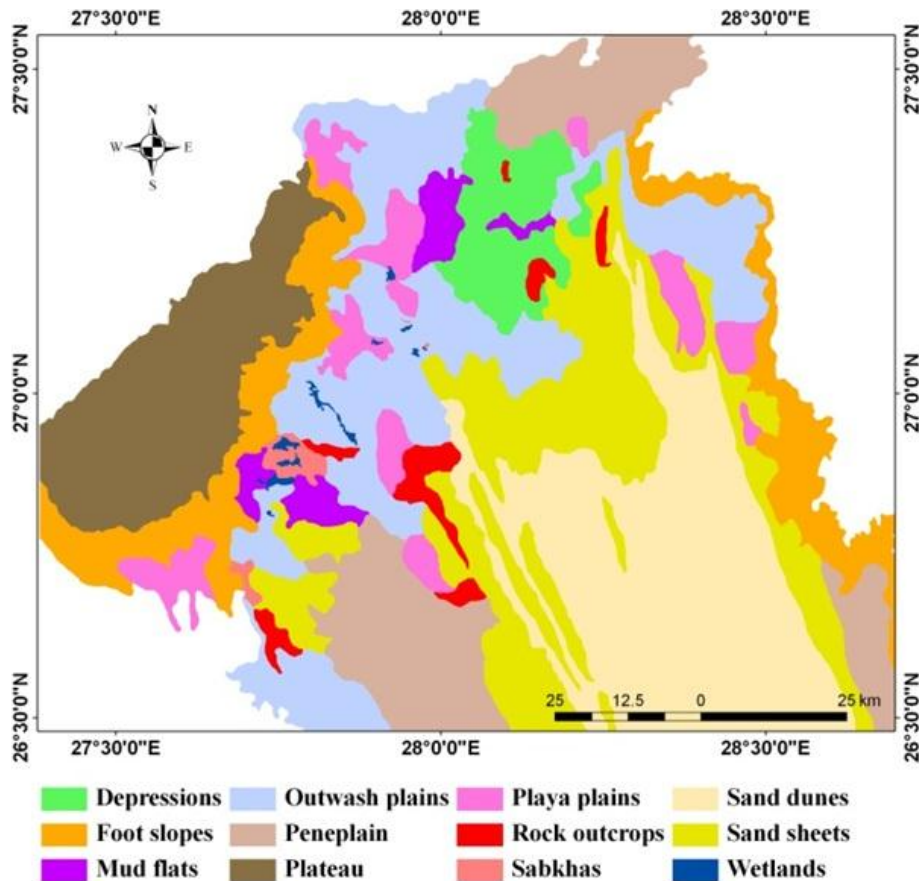 27°30'0"E 28°0'0"E 28°30'0"E
27°30'0"N 27°30'0"N
N
W E
S
27°0'0"N 27°0'0"N
25 12.5 0 25 km
26°30'0"N 26°30'0"N
27°30'0"E 28°0'0"E 28°30'0"E
Depressions Outwash plains Playa plains Sand dunes
Foot slopes Peneplain Rock outcrops Sand sheets
Mud flats Plateau Sabkhas Wetlands